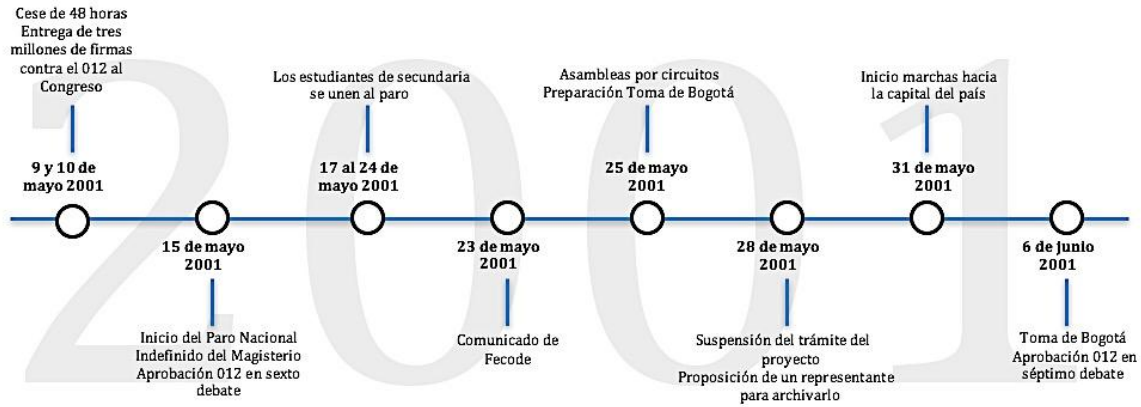 Cese de 48 horas
Entrega de tres
millones de firmas
contra el 012 al
Congreso
9 y 10 de
mayo 2001
15 de mayo
2001
Inicio del Paro Nacional
Indefinido del Magisterio
Aprobación 012 en sexto
debate
Los estudiantes de secundaria
se unen al paro
17 al 24 de
mayo 2001
23 de mayo
2001
Comunicado de
Fecode
Asambleas por circuitos
Preparación Toma de Bogotá
25 de mayo
2001
28 de mayo
2001
Suspensión del trámite del
proyecto
Proposición de un representante
para archivarlo
Inicio marchas hacia
la capital del país
31 de mayo
2001
6 de junio
2001
Toma de Bogotá
Aprobación 012 en
séptimo debate
2001